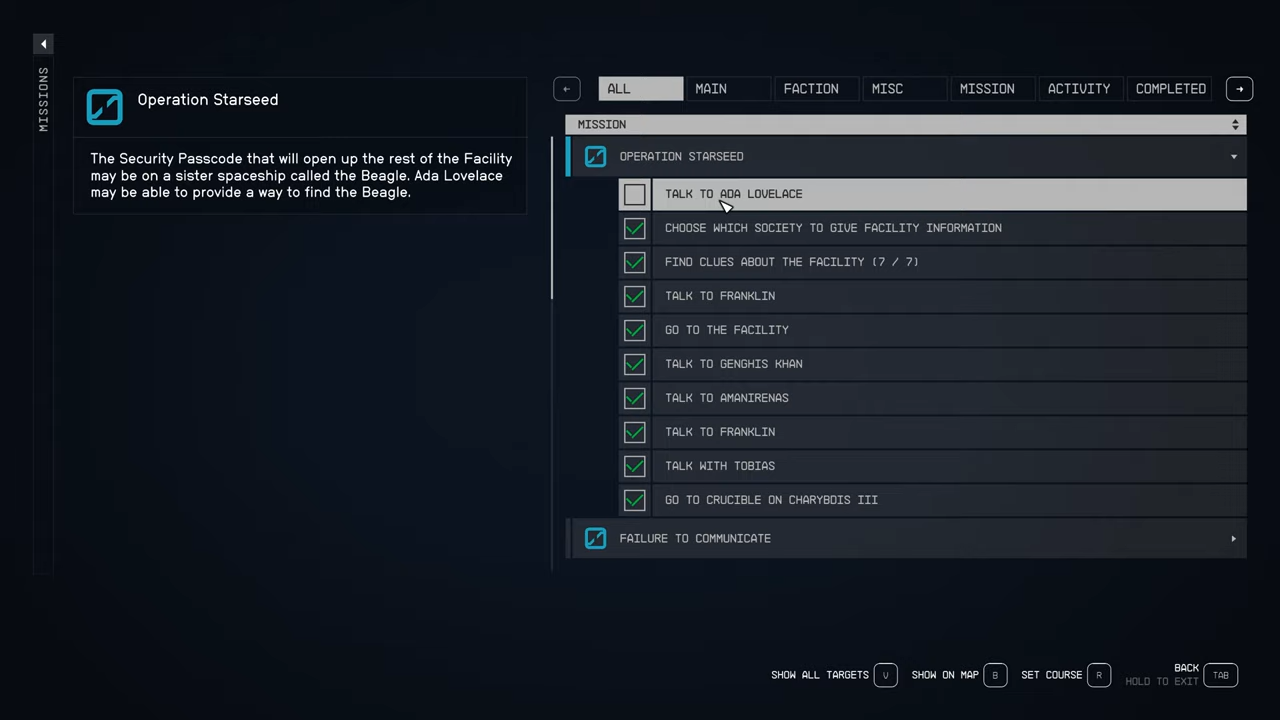 MISSIONS
Operation Starseed
The Security Passcode that will open up the rest of the Facility
may be on a sister spaceship called the Beagle. Ada Lovelace
may be able to provide a way to find the Beagle.
ALL
MAIN
FACTION
MISC
MISSION
ACTIVITY
COMPLETED
MISSION
OPERATION STARSEED
TALK TO ADA LOVELACE
CHOOSE WHICH SOCIETY TO GIVE FACILITY INFORMATION
FIND CLUES ABOUT THE FACILITY (7 / 7)
TALK TO FRANKLIN
GO TO THE FACILITY
TALK TO GENGHIS KHAN
TALK TO AMANIRENAS
TALK TO FRANKLIN
TALK WITH TOBIAS
GO TO CRUCIBLE ON CHARYBDIS III
FAILURE TO COMMUNICATE
SHOW ALL TARGETS V
SHOW ON MAP B
SET COURSE R
BACK
HOLD TO EXIT TAB